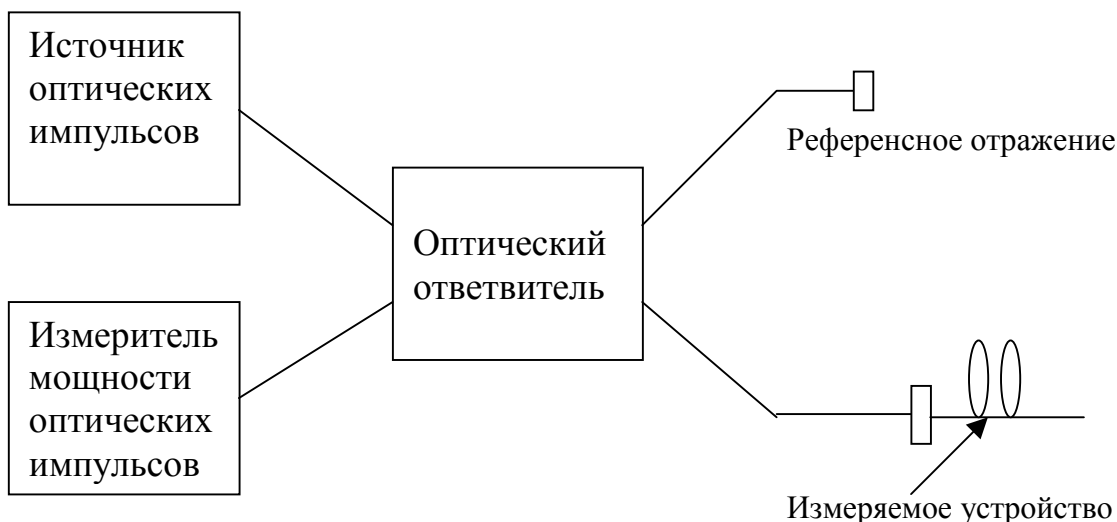 Источник
оптических
импульсов
Референсное отражение
Оптический
ответвитель
Измеритель
мощности
оптических
импульсов
Измеряемое устройство